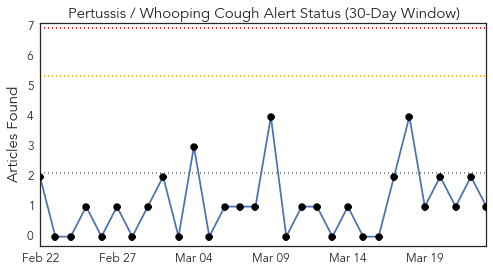 Pertussis / Whooping Cough Alert Status (30-Day Window)
Articles Found
7
6
5
4
3
2
1
0
Feb 22 Feb 27 Mar 04 Mar 09 Mar 14 Mar 19